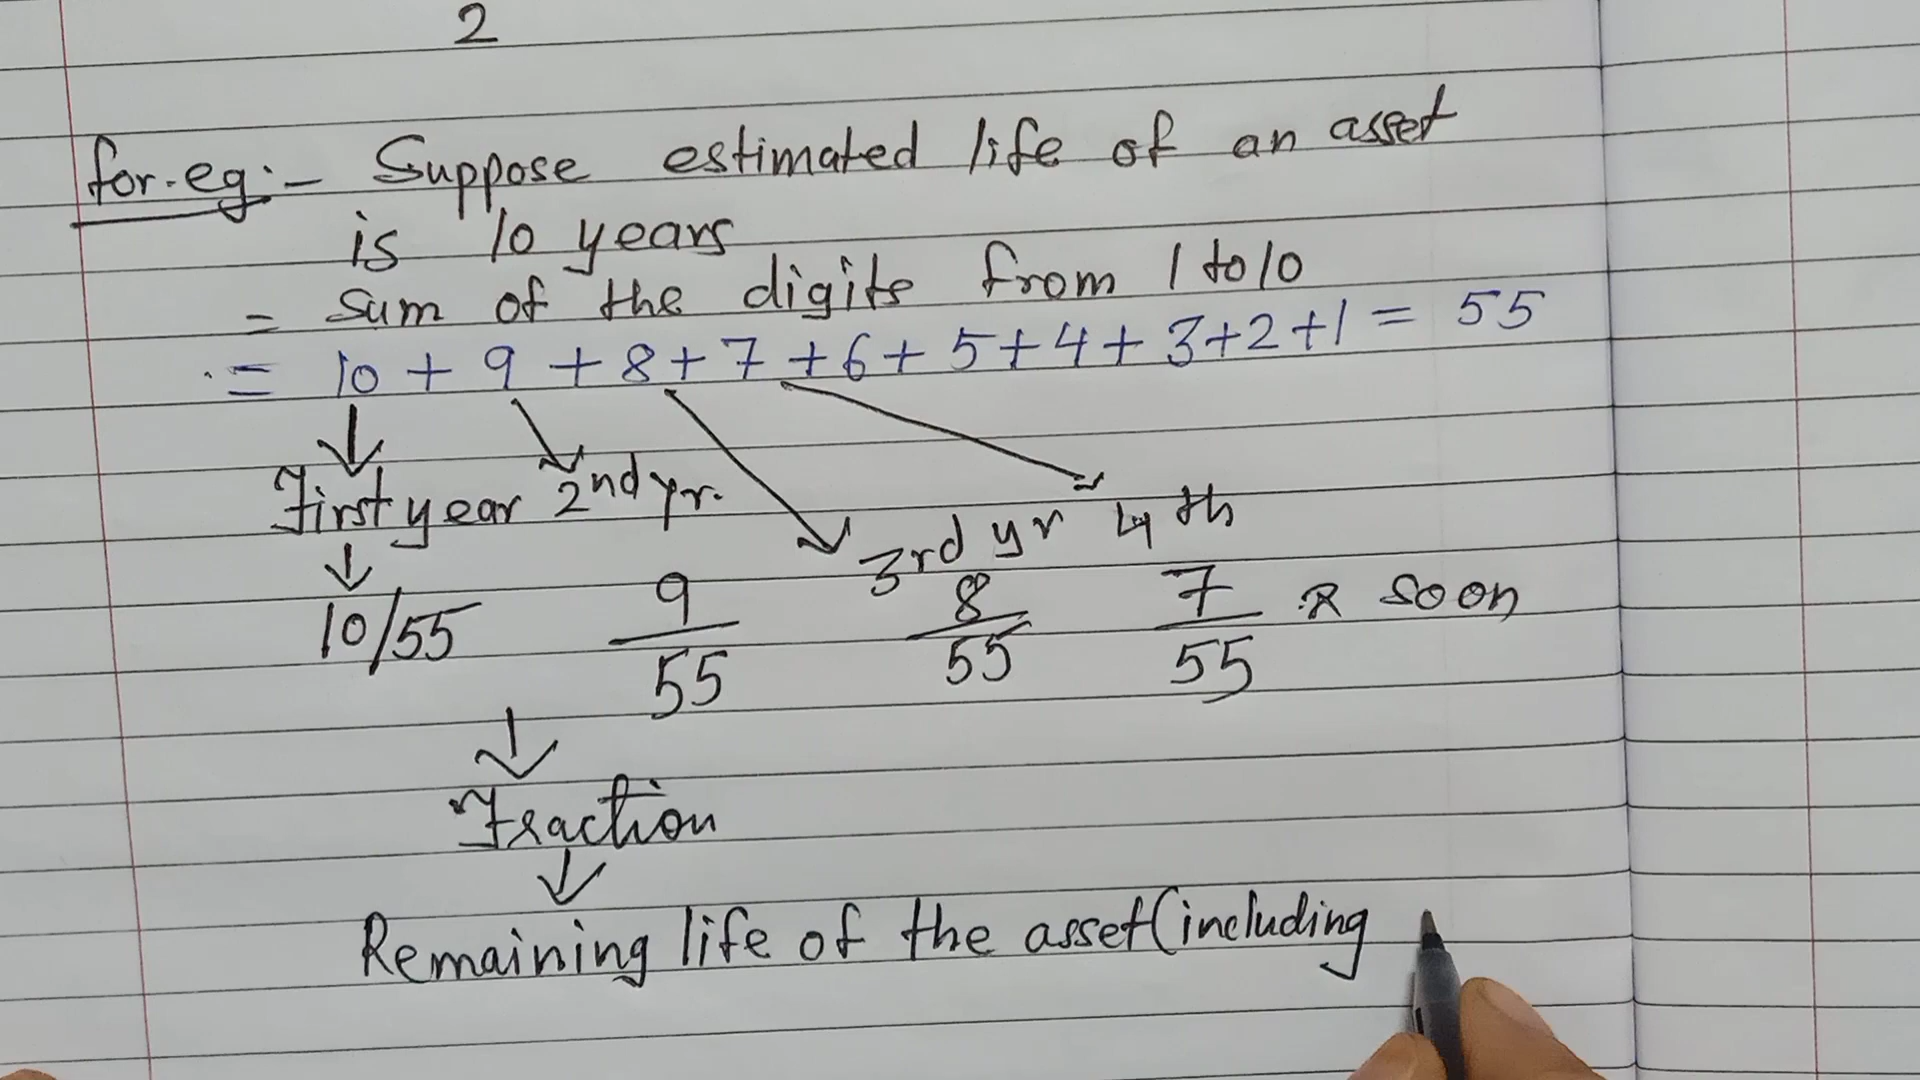 2
for.eg:- Suppose estimated life of an asset
is 10 years
= sum of the digits from 1 to 10
= 10 + 9 + 8 + 7 + 6 + 5 + 4 + 3 + 2 + 1 = 55
First year 2nd yr. 3rd yr 4th
10/55 9/55 8/55 7/55 & soon
Fraction
Remaining life of the asset (including